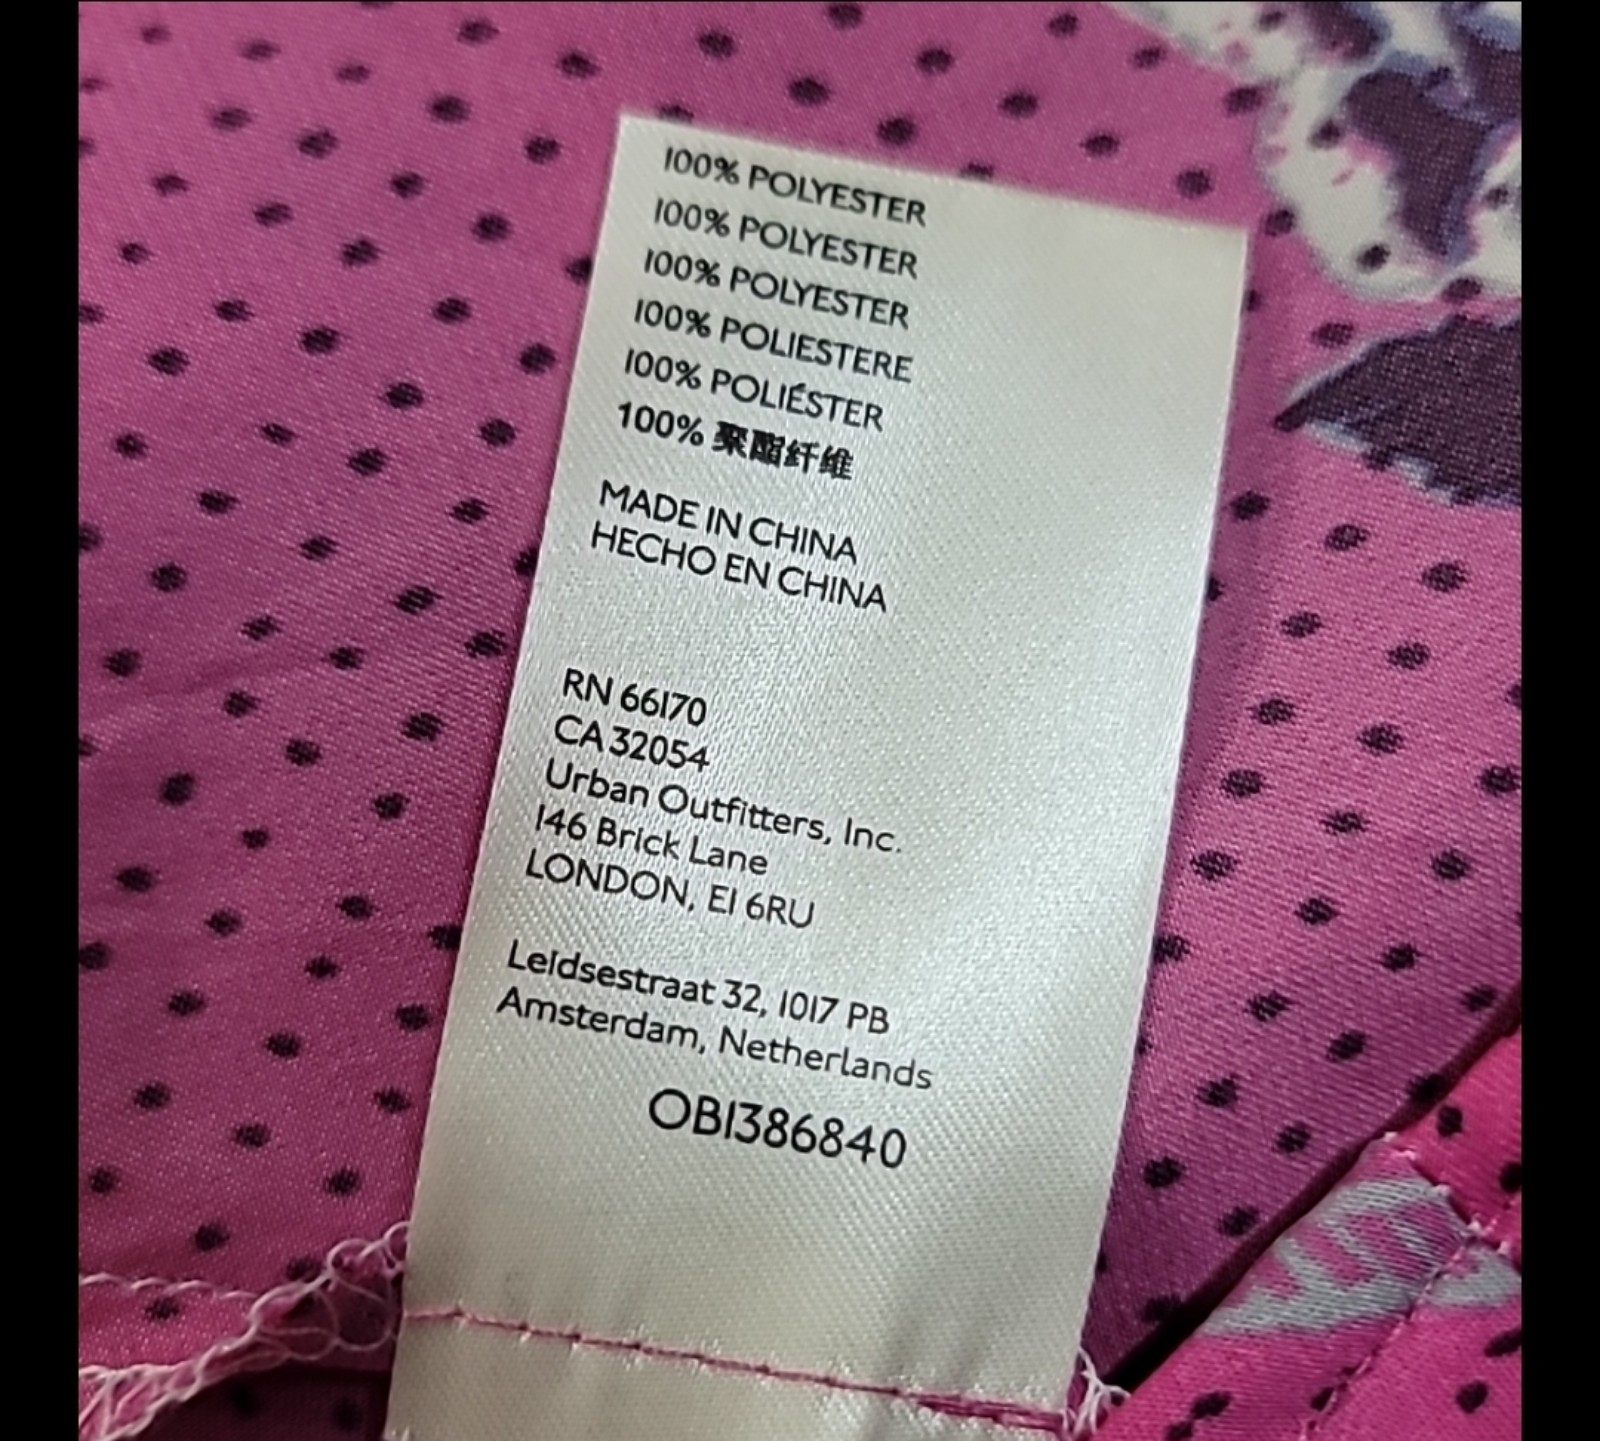 100% POLYESTER
100% POLYESTER
100% POLYESTER
100% POLIESTERE
100% POLIÉSTER
100% 聚酯纤维
MADE IN CHINA
HECHO EN CHINA
RN 66170
CA 32054
Urban Outfitters, Inc.
146 Brick Lane
LONDON, E1 6RU
Leidsestraat 32, 1017 PB
Amsterdam, Netherlands
OB1386840